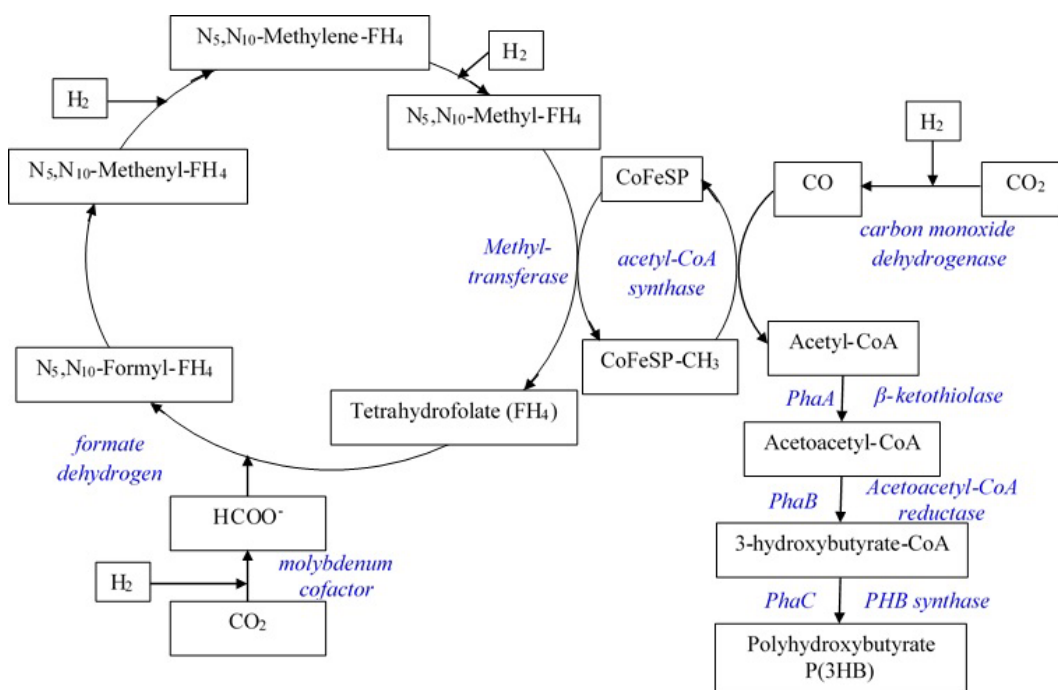 N₅,N₁₀-Methylene-FH₄
H₂
H₂
N₅,N₁₀-Methyl-FH₄
H₂
N₅,N₁₀-Methenyl-FH₄
CoFeSP
CO
CO₂
carbon monoxide
dehydrogenase
Methyl-
transferase
acetyl-CoA
synthase
N₅,N₁₀-Formyl-FH₄
CoFeSP-CH₃
Acetyl-CoA
PhaA
β-ketothiolase
Tetrahydrofolate (FH₄)
Acetoacetyl-CoA
formate
dehydrogen
PhaB
Acetoacetyl-CoA
reductase
HCOO⁻
3-hydroxybutyrate-CoA
molybdenum
cofactor
H₂
CO₂
PhaC
PHB synthase
Polyhydroxybutyrate
P(3HB)